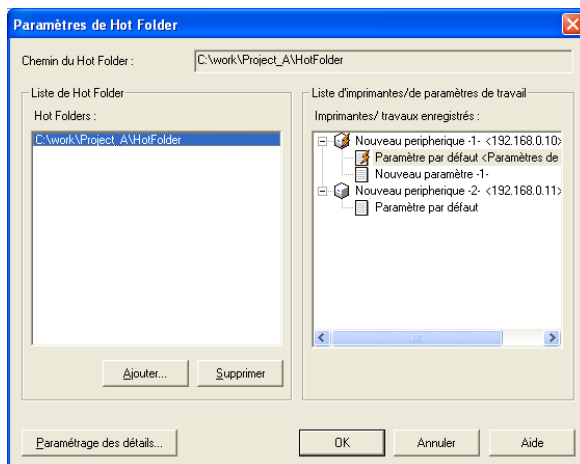 Paramètres de Hot Folder
Chemin du Hot Folder :
C:\work\Project_A\HotFolder
Liste de Hot Folder
Hot Folders :
C:\work\Project_A\HotFolder
Ajouter...
Supprimer
Liste d'imprimantes/de paramètres de travail
Imprimantes/ travaux enregistrés :
Nouveau peripherique -1- <192.168.0.10>
Paramètre par défaut <Paramètres de
Nouveau paramètre -1-
Nouveau peripherique -2- <192.168.0.11>
Paramètre par défaut
Paramétrage des détails...
OK
Annuler
Aide